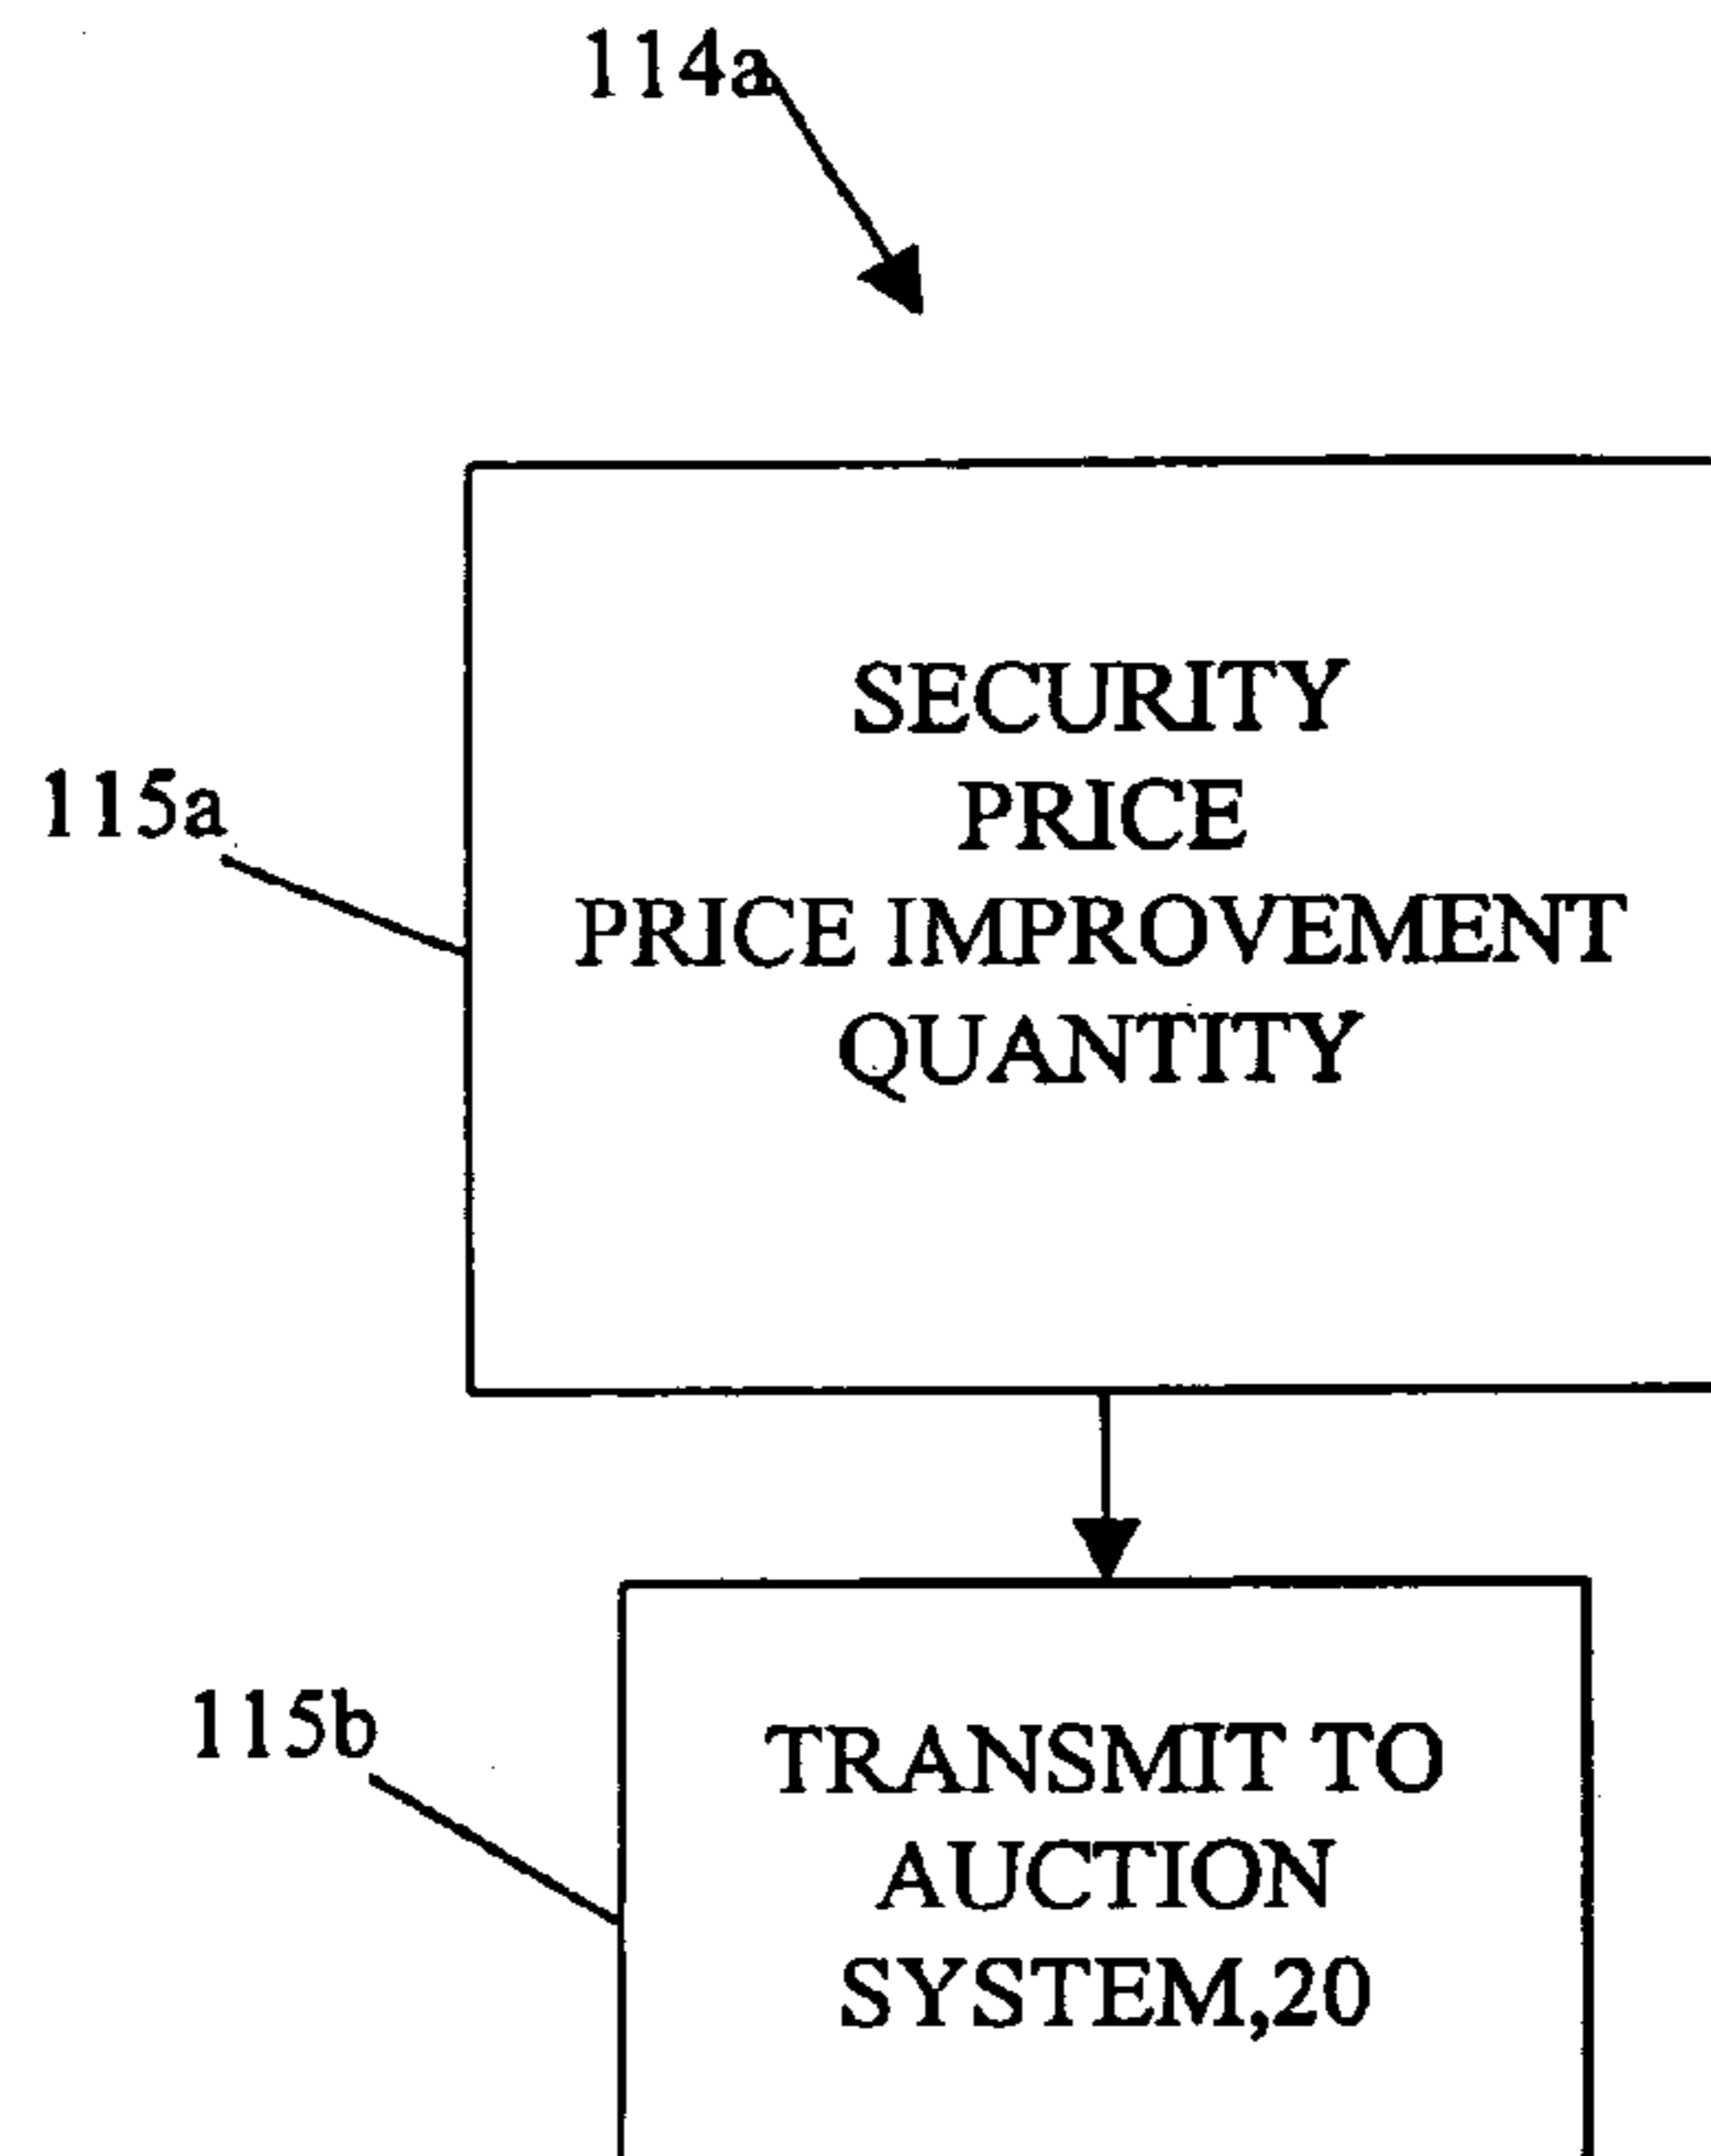 114a
SECURITY
PRICE
115a
PRICE IMPROVEMENT
QUANTITY
115b
TRANSMIT TO
AUCTION
SYSTEM,20